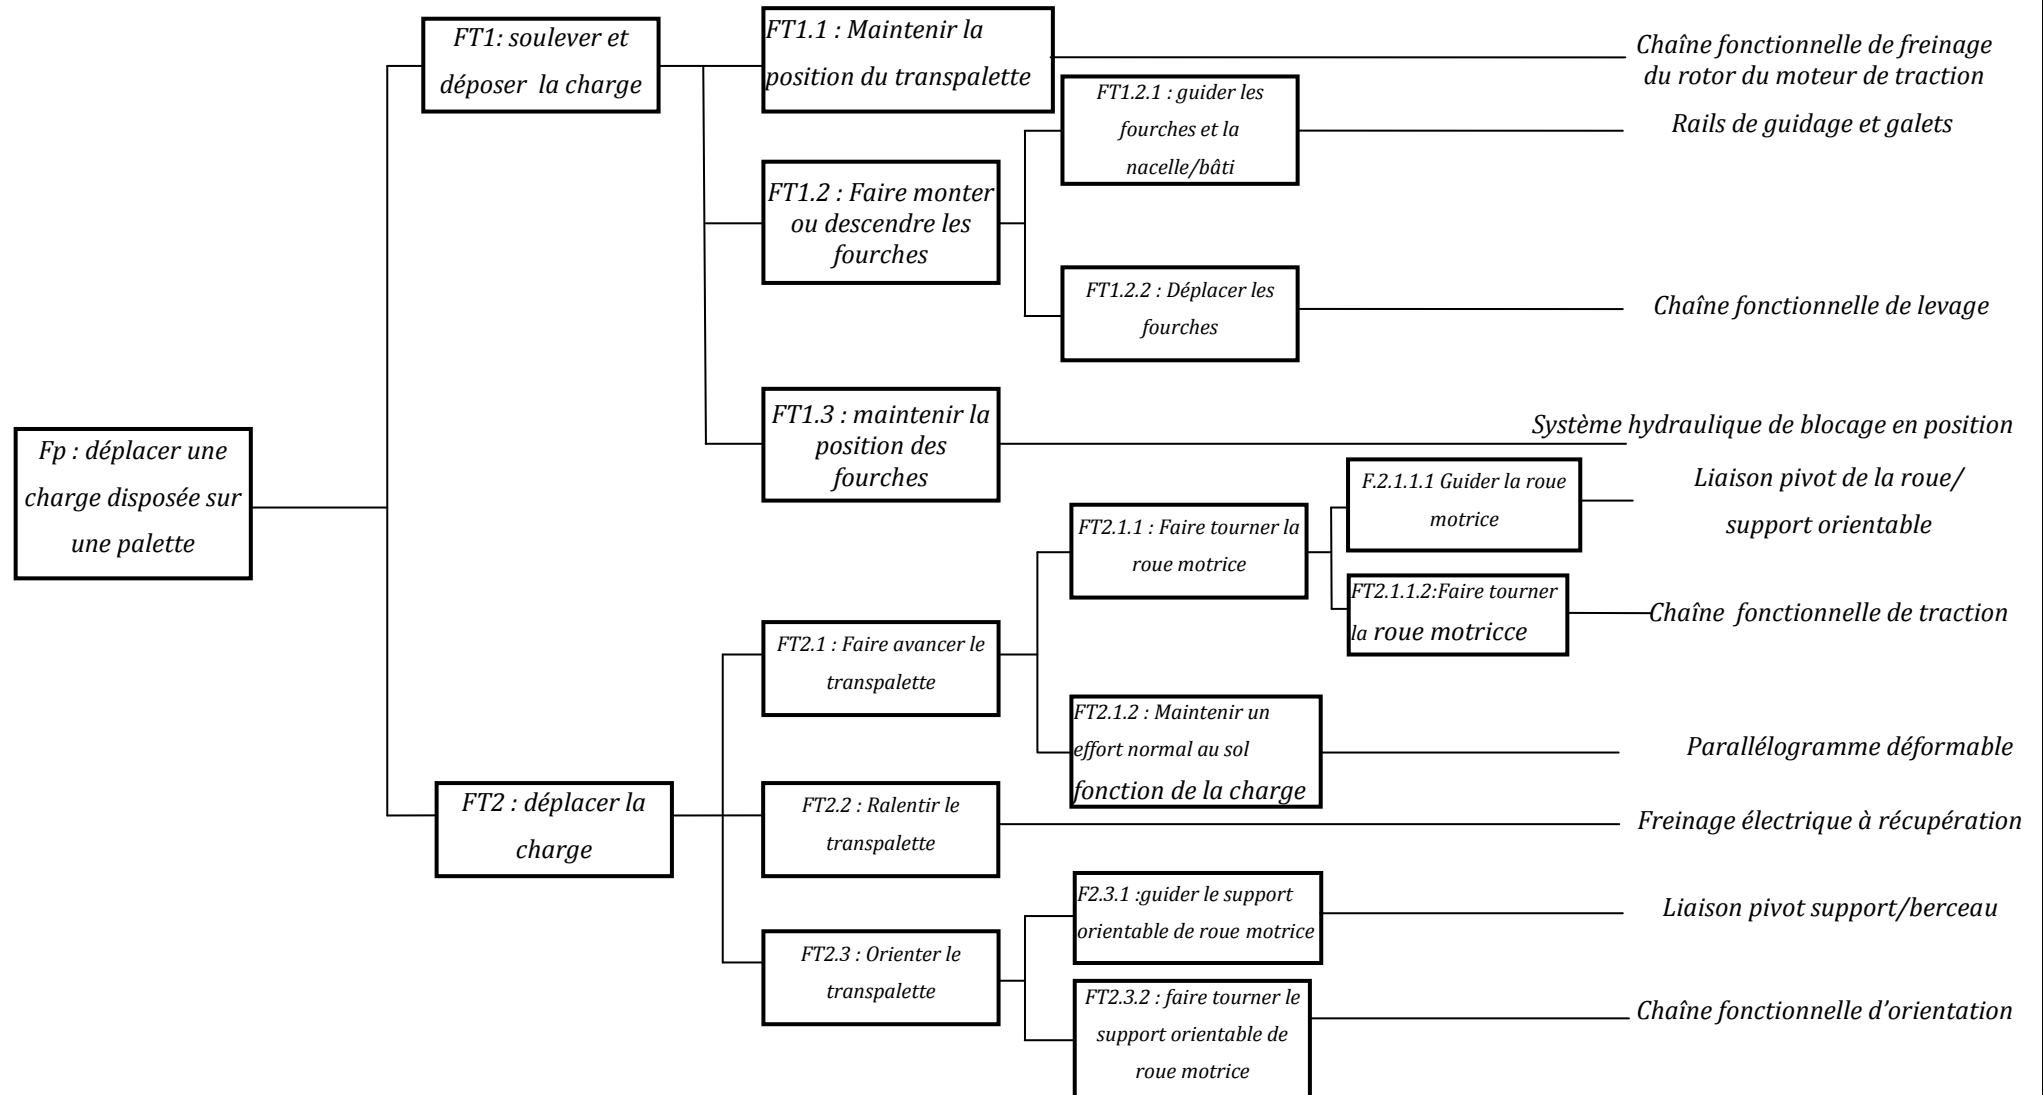 FT1: soulever et
déposer  la charge
FT1.1 : Maintenir la
position du transpalette
Chaîne fonctionnelle de freinage
du rotor du moteur de traction
FT1.2.1 : guider les
fourches et la
nacelle/bâti
Rails de guidage et galets
FT1.2 : Faire monter
ou descendre les
fourches
FT1.2.2 : Déplacer les
fourches
Chaîne fonctionnelle de levage
FT1.3 : maintenir la
position des
fourches
Système hydraulique de blocage en position
Fp : déplacer une
charge disposée sur
une palette
F.2.1.1.1 Guider la roue
motrice
Liaison pivot de la roue/
support orientable
FT2.1.1 : Faire tourner la
roue motrice
FT2.1.1.2:Faire tourner
la roue motricce
Chaîne  fonctionnelle de traction
FT2.1 : Faire avancer le
transpalette
FT2.1.2 : Maintenir un
effort normal au sol
fonction de la charge
Parallélogramme déformable
FT2 : déplacer la
charge
FT2.2 : Ralentir le
transpalette
Freinage électrique à récupération
F2.3.1 :guider le support
orientable de roue motrice
Liaison pivot support/berceau
FT2.3 : Orienter le
transpalette
FT2.3.2 : faire tourner le
support orientable de
roue motrice
Chaîne fonctionnelle d'orientation